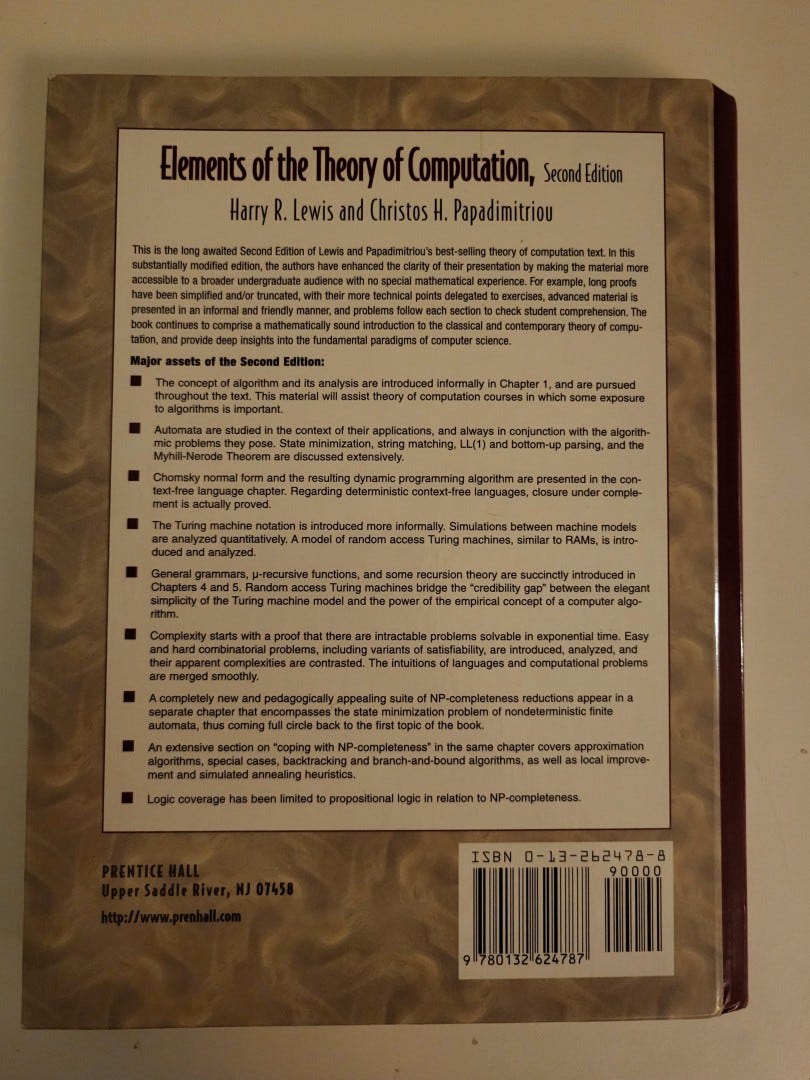 Elements of the Theory of Computation, Second Edition
Harry R. Lewis and Christos H. Papadimitriou
This is the long awaited Second Edition of Lewis and Papadimitriou's best-selling theory of computation text. In this
substantially modified edition, the authors have enhanced the clarity of their presentation by making the material more
accessible to a broader undergraduate audience with no special mathematical experience. For example, long proofs
have been simplified and/or truncated, with their more technical points delegated to exercises, advanced material is
presented in an informal and friendly manner, and problems follow each section to check student comprehension. The
book continues to comprise a mathematically sound introduction to the classical and contemporary theory of compu-
tation, and provide deep insights into the fundamental paradigms of computer science.
Major assets of the Second Edition:
■ The concept of algorithm and its analysis are introduced informally in Chapter 1, and are pursued
throughout the text. This material will assist theory of computation courses in which some exposure
to algorithms is important.
■ Automata are studied in the context of their applications, and always in conjunction with the algorith-
mic problems they pose. State minimization, string matching, LL(1) and bottom-up parsing, and the
Myhill-Nerode Theorem are discussed extensively.
■ Chomsky normal form and the resulting dynamic programming algorithm are presented in the con-
text-free language chapter. Regarding deterministic context-free languages, closure under comple-
ment is actually proved.
■ The Turing machine notation is introduced more informally. Simulations between machine models
are analyzed quantitatively. A model of random access Turing machines, similar to RAMs, is intro-
duced and analyzed.
■ General grammars, μ-recursive functions, and some recursion theory are succinctly introduced in
Chapters 4 and 5. Random access Turing machines bridge the "credibility gap" between the elegant
simplicity of the Turing machine model and the power of the empirical concept of a computer algo-
rithm.
■ Complexity starts with a proof that there are intractable problems solvable in exponential time. Easy
and hard combinatorial problems, including variants of satisfiability, are introduced, analyzed, and
their apparent complexities are contrasted. The intuitions of languages and computational problems
are merged smoothly.
■ A completely new and pedagogically appealing suite of NP-completeness reductions appear in a
separate chapter that encompasses the state minimization problem of nondeterministic finite
automata, thus coming full circle back to the first topic of the book.
■ An extensive section on "coping with NP-completeness" in the same chapter covers approximation
algorithms, special cases, backtracking and branch-and-bound algorithms, as well as local improve-
ment and simulated annealing heuristics.
■ Logic coverage has been limited to propositional logic in relation to NP-completeness.
PRENTICE HALL
Upper Saddle River, NJ 07458
http://www.prenhall.com
ISBN 0-13-262478-8
90000
9 780132 624787